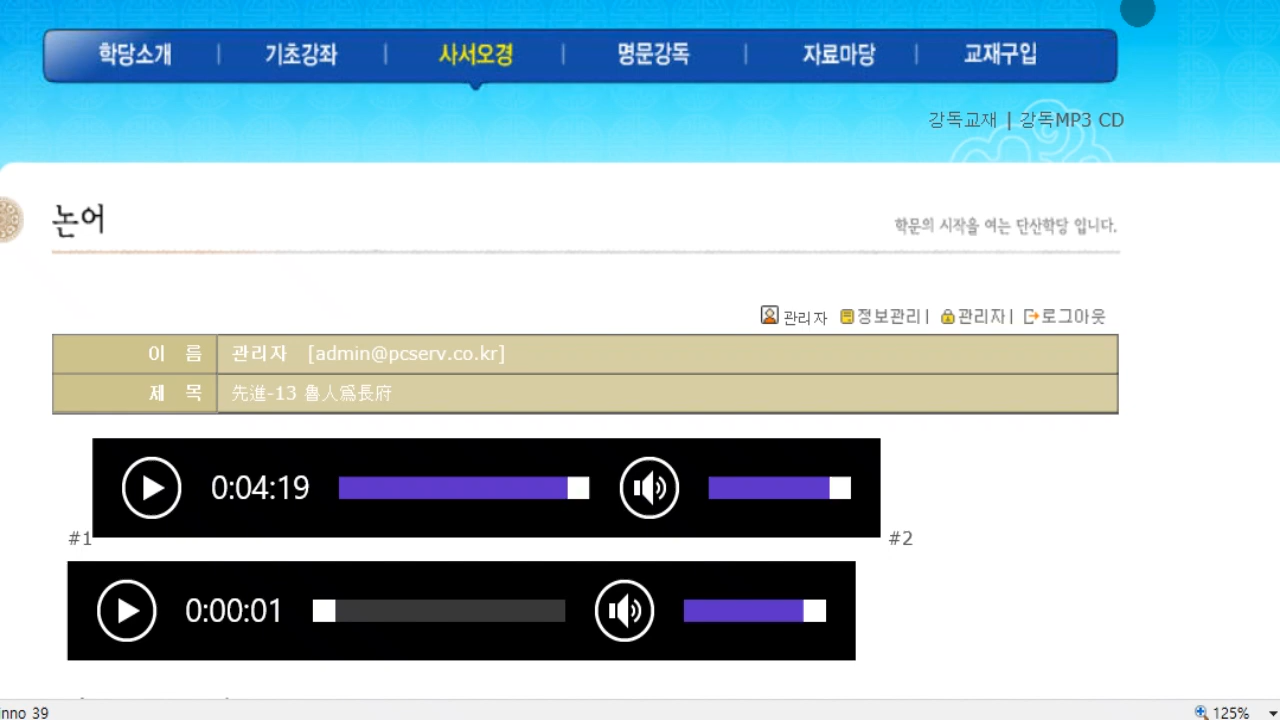 학당소개 | 기초강좌 | 사서오경 | 명문강독 | 자료마당 | 교재구입
강독교재 | 강독MP3 CD
논어
학문의 시작을 여는 단산학당 입니다.
관리자 정보관리 | 관리자 | 로그아웃
이 름 관리자 [admin@pcserv.co.kr]
제 목 先進-13 魯人爲長府
0:04:19
#1 #2
0:00:01
nno 39 125%